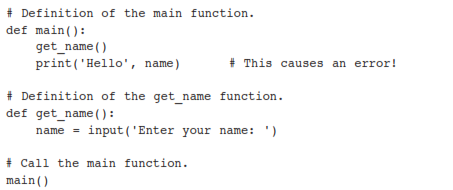 # Definition of the main function.
def main():
    get_name()
    print('Hello', name)      # This causes an error!

# Definition of the get_name function.
def get_name():
    name = input('Enter your name: ')

# Call the main function.
main()